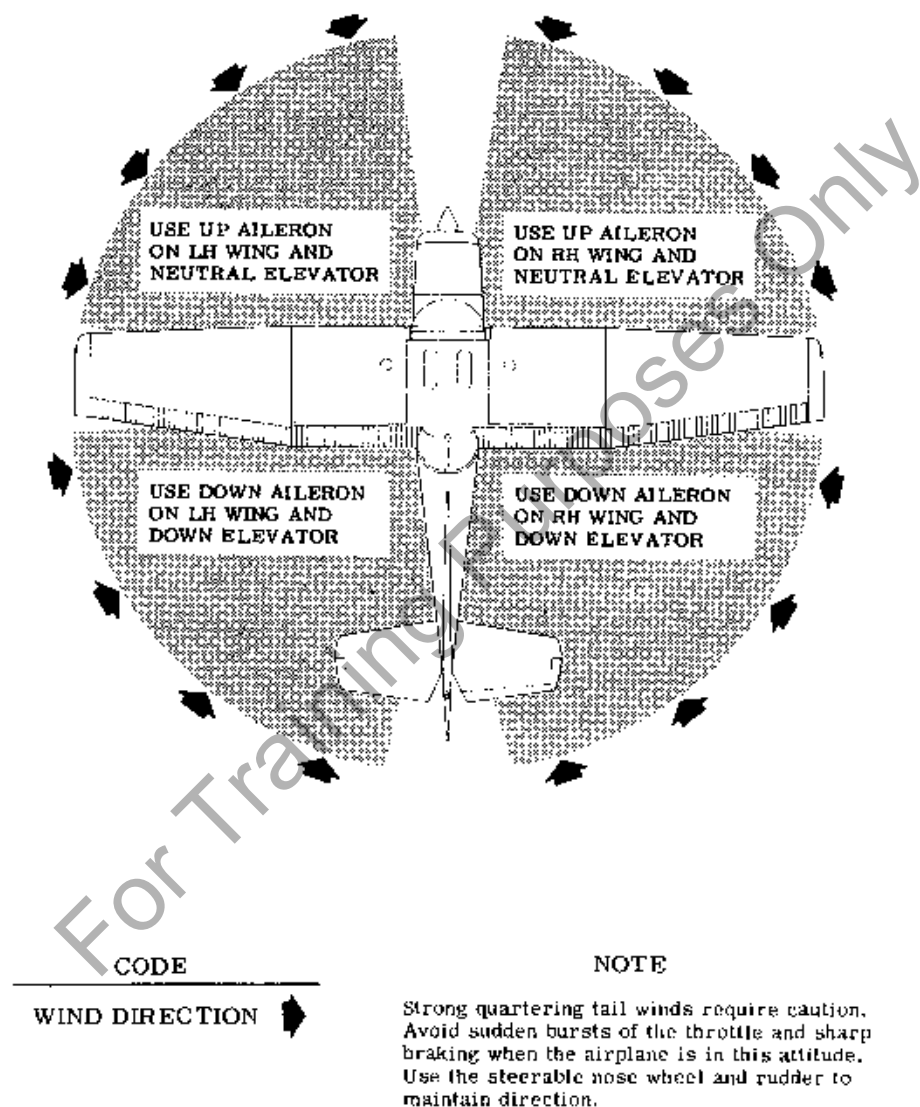 USE UP AILERON
ON LH WING AND
NEUTRAL ELEVATOR
USE UP AILERON
ON RH WING AND
NEUTRAL ELEVATOR
USE DOWN AILERON
ON LH WING AND
DOWN ELEVATOR
USE DOWN AILERON
ON RH WING AND
DOWN ELEVATOR
For Training Purposes Only
CODE
WIND DIRECTION
NOTE
Strong quartering tail winds require caution.
Avoid sudden bursts of the throttle and sharp
braking when the airplane is in this attitude.
Use the steerable nose wheel and rudder to
maintain direction.